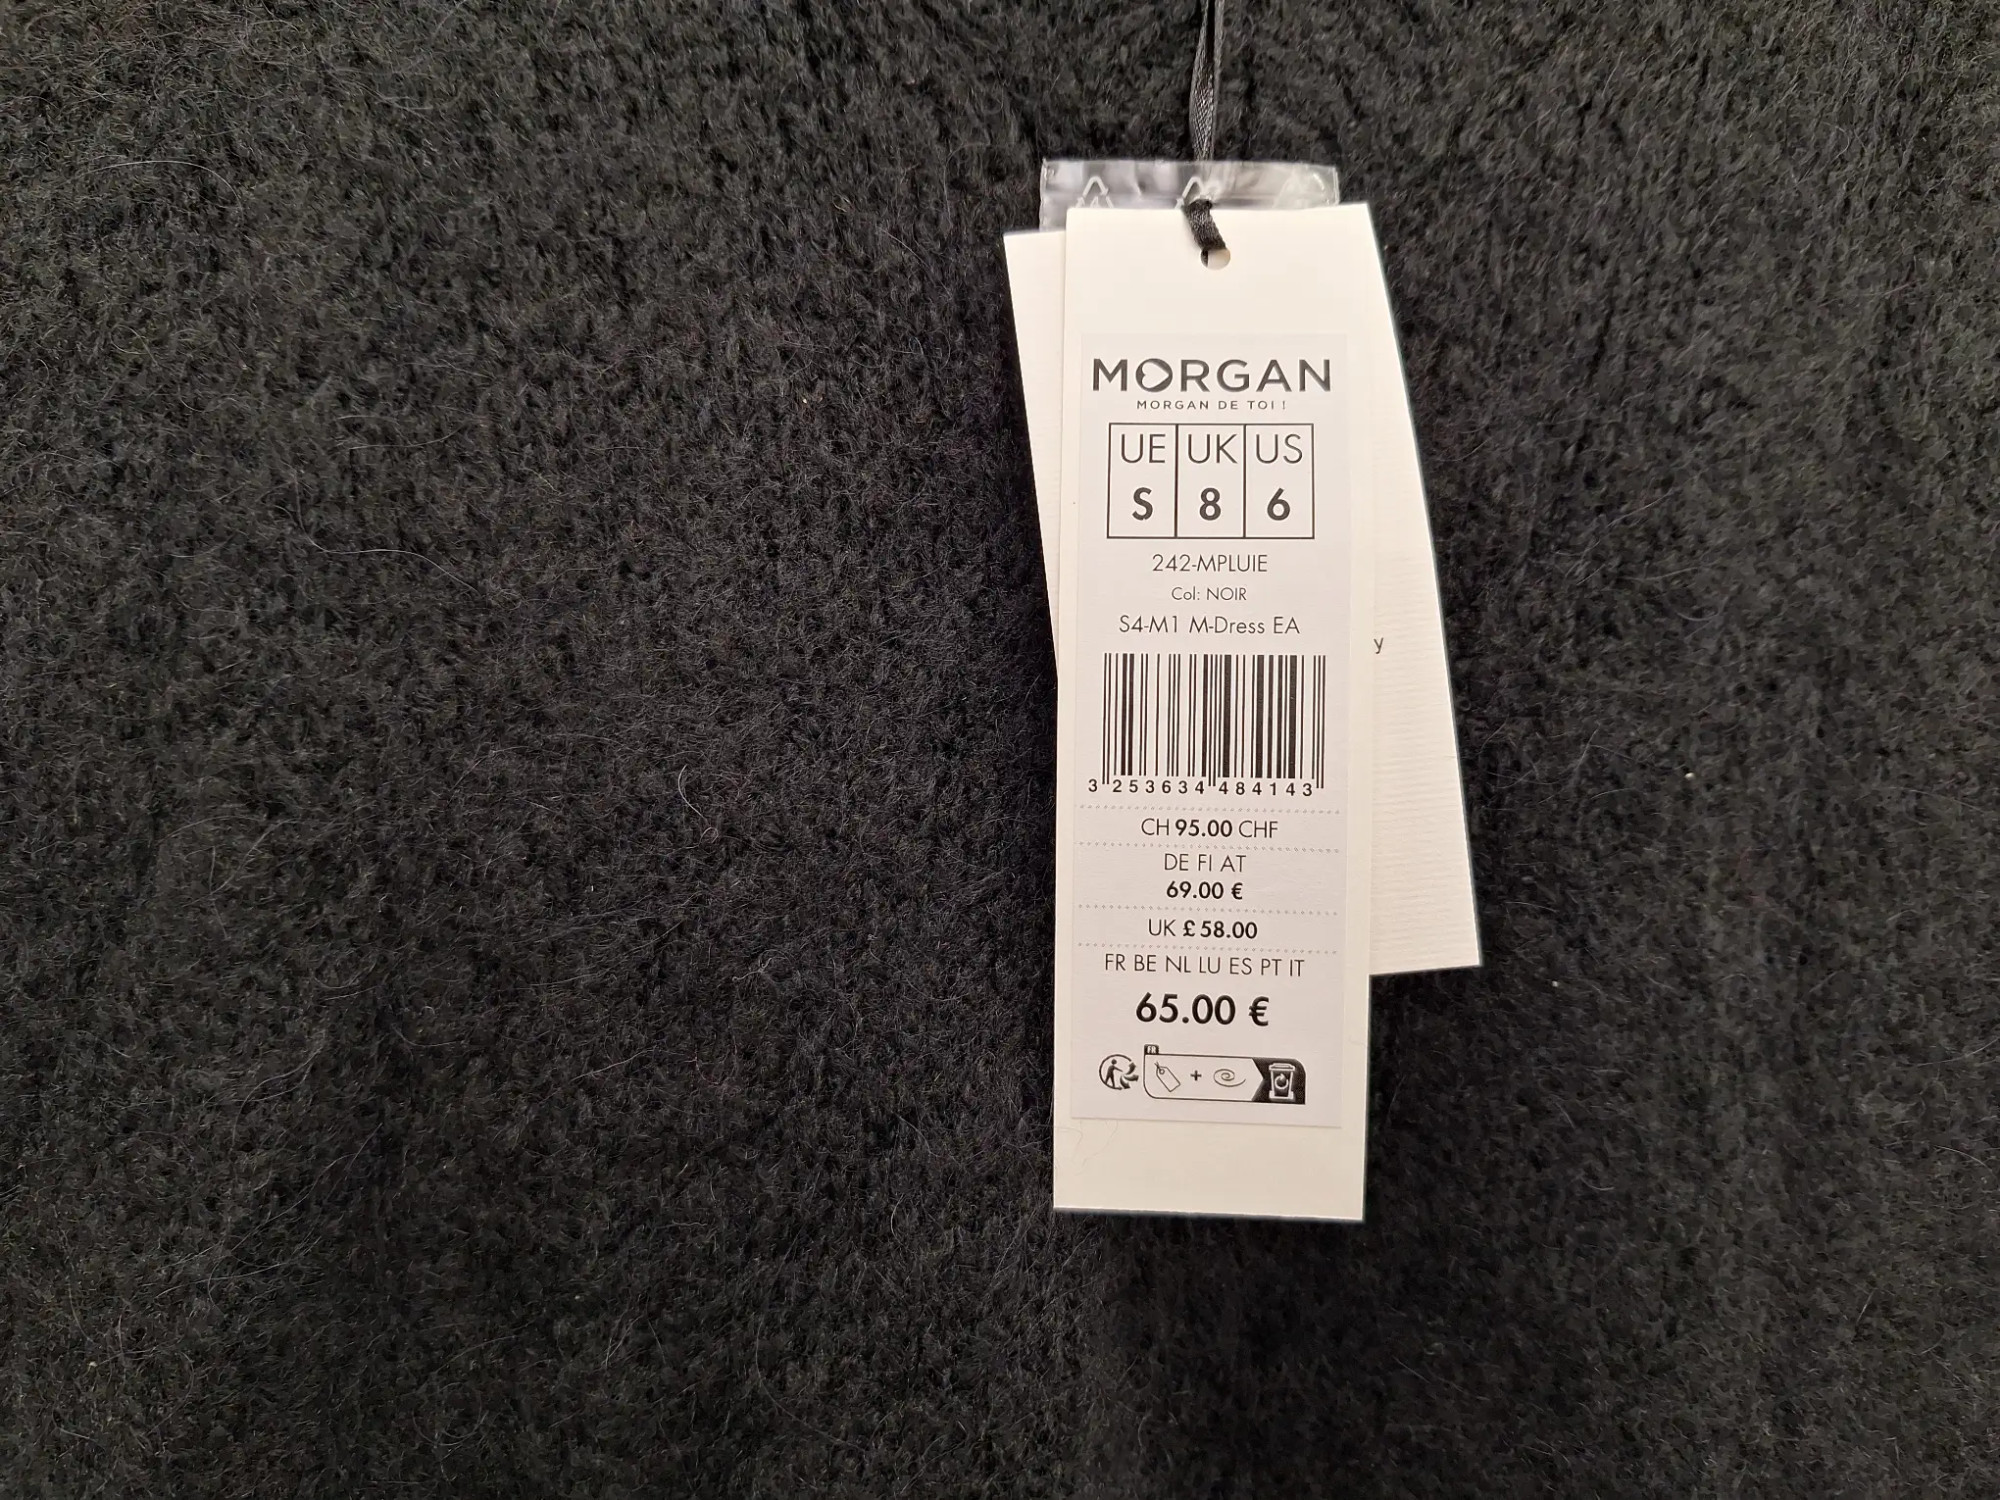 MORGAN
MORGAN DE TOI !
UE UK US
S 8 6
242-MPLUIE
Col: NOIR
S4-M1 M-Dress EA
3 253634 484143
CH 95.00 CHF
DE FI AT
69.00 €
UK £ 58.00
FR BE NL LU ES PT IT
65.00 €
FR
y